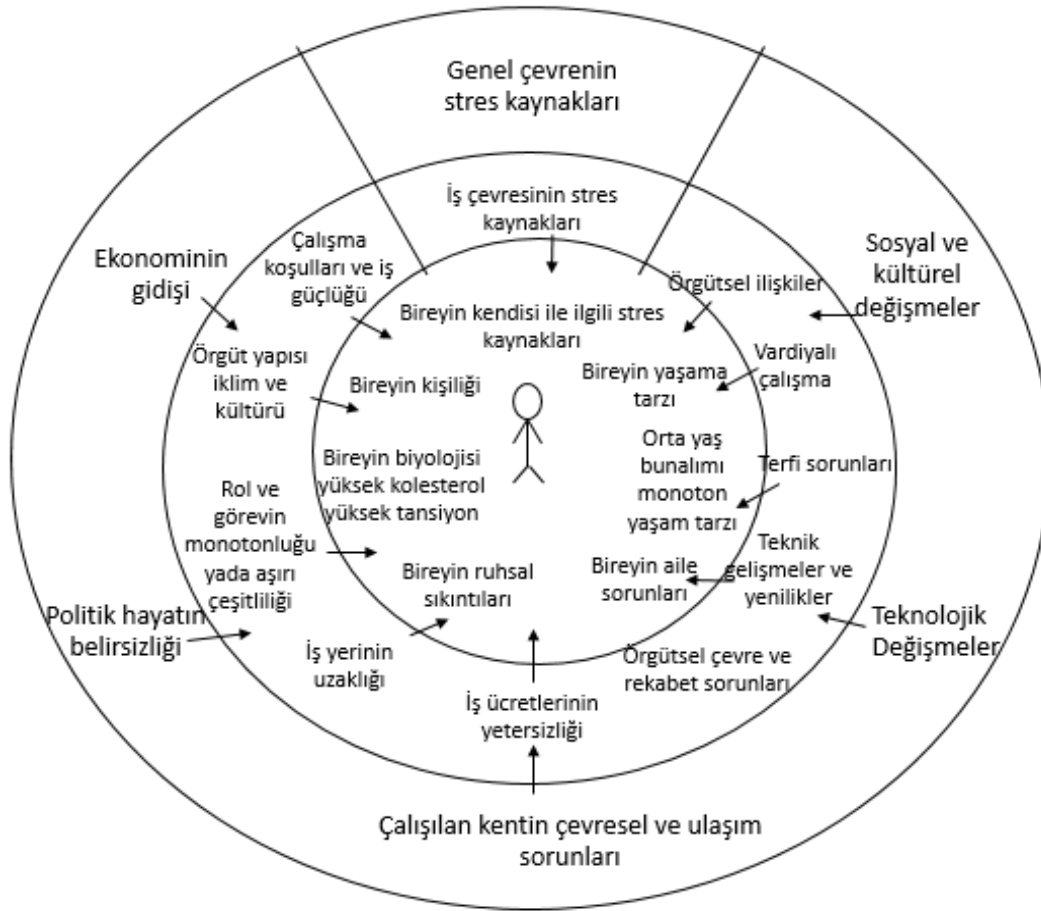 Genel çevrenin
stres kaynakları
İş çevresinin stres
kaynakları
Ekonominin
gidişi
Çalışma
koşulları ve iş
güçlüğü
Örgütsel ilişkiler
Sosyal ve
kültürel
değişmeler
Bireyin kendisi ile ilgili stres
kaynakları
Örgüt yapısı
iklim ve
kültürü
Bireyin kişiliği
Bireyin yaşama
tarzı
Vardiyalı
çalışma
Bireyin biyolojisi
yüksek kolesterol
yüksek tansiyon
Orta yaş
bunalımı
monoton
yaşam tarzı
Terfi sorunları
Rol ve
görevin
monotonluğu
yada aşırı
çeşitliliği
Bireyin ruhsal
sıkıntıları
Bireyin aile
sorunları
Teknik
gelişmeler ve
yenilikler
Politik hayatın
belirsizliği
Teknolojik
Değişmeler
İş yerinin
uzaklığı
Örgütsel çevre ve
rekabet sorunları
İş ücretlerinin
yetersizliği
Çalışılan kentin çevresel ve ulaşım
sorunları